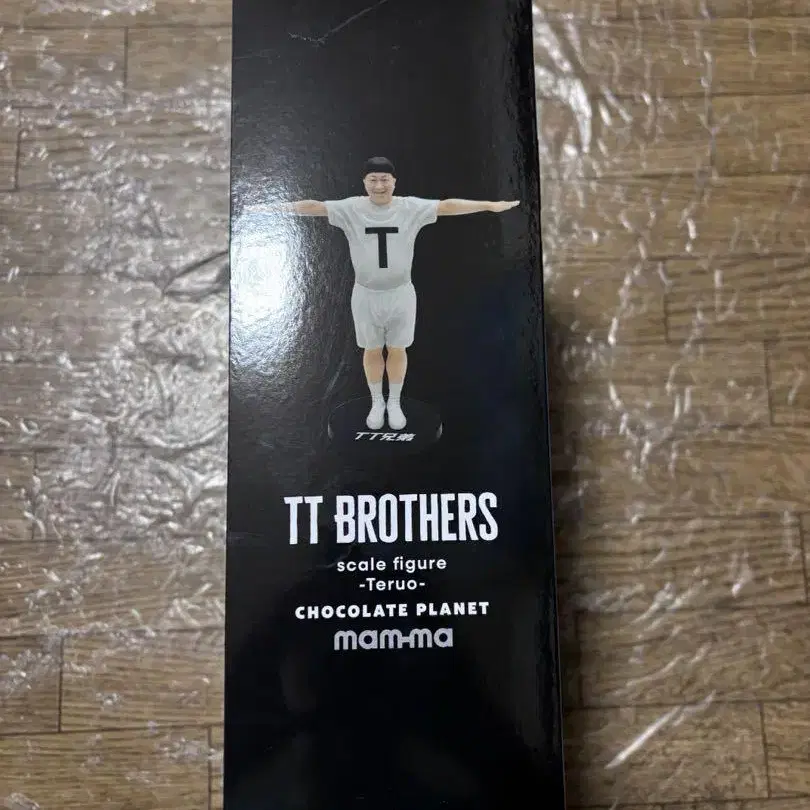 T
TT兄弟
TT BROTHERS
scale figure
-Teruo-
CHOCOLATE PLANET
mam-ma